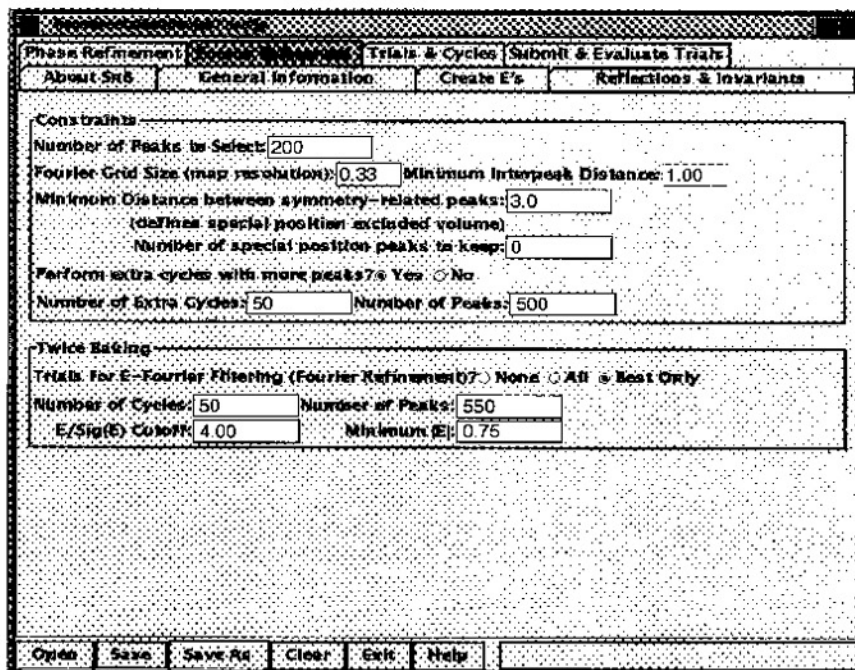 Phase Refinement Trials & Cycles Submit & Evaluate Trials
About SnB General Information Create E's Reflections & Invariants
Constraints
Number of Peaks to Select: 200
Fourier Grid Size (map resolution): 0.33 Minimum Interpeak Distance: 1.00
Minimum Distance between symmetry-related peaks: 3.0
(defines special position excluded volume)
Number of special position peaks to keep: 0
Perform extra cycles with more peaks? Yes No
Number of Extra Cycles: 50 Number of Peaks: 500
Twice Baking
Trials for E-Fourier Filtering (Fourier Refinement)? None All Best Only
Number of Cycles: 50 Number of Peaks: 550
E/Sig(E) Cutoff: 4.00 Minimum |E|: 0.75
Open Save Save As Clear Exit Help